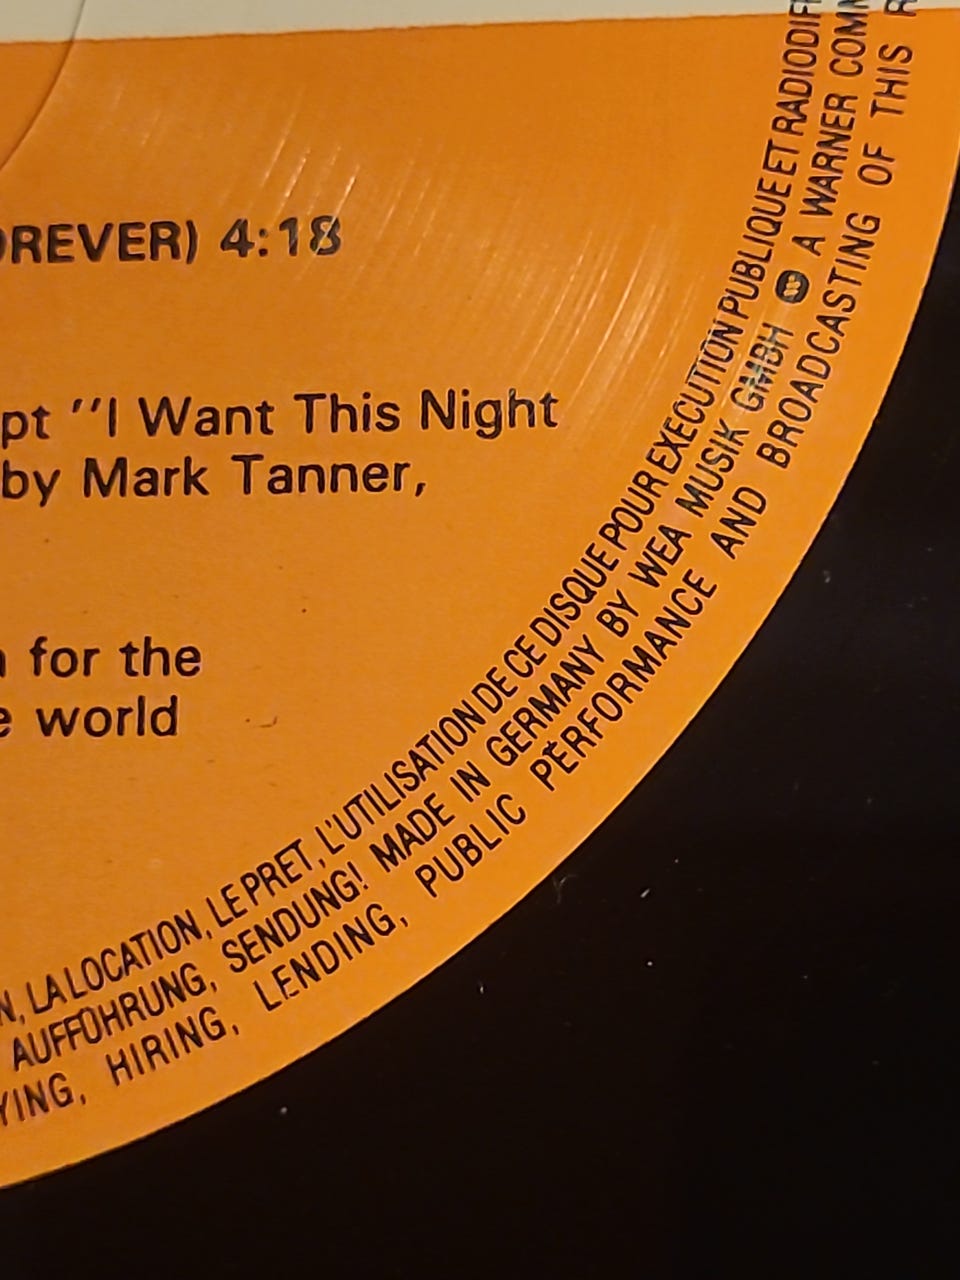 OREVER) 4:18
pt "I Want This Night
by Mark Tanner,
for the
e world
LA LOCATION, LE PRET, L'UTILISATION DE CE DISQUE POUR EXECUTION PUBLIQUE ET RADIODIF
AUFFÜHRUNG, SENDUNG! MADE IN GERMANY BY WEA MUSIK GMBH A WARNER COMM
YING, HIRING, LENDING, PUBLIC PERFORMANCE AND BROADCASTING OF THIS R